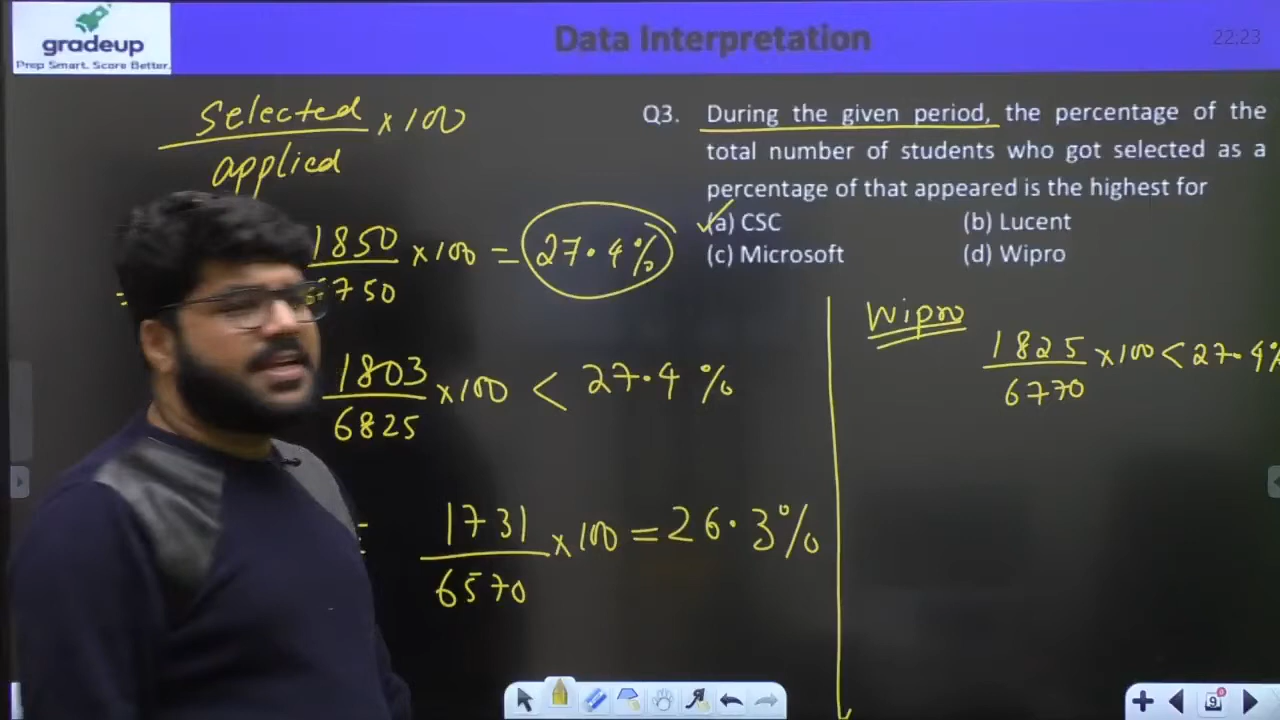 gradeup
Prep Smart. Score Better.
Data Interpretation
22:23
selected
applied
×100
1850
6750
×100 = 27.4%
1803
6825
×100 < 27.4 %
=
1731
6570
×100 = 26.3%
Q3. During the given period, the percentage of the
total number of students who got selected as a
percentage of that appeared is the highest for
(a) CSC (b) Lucent
(c) Microsoft (d) Wipro
Wipro
1825
6770
×100 < 27.4%
9